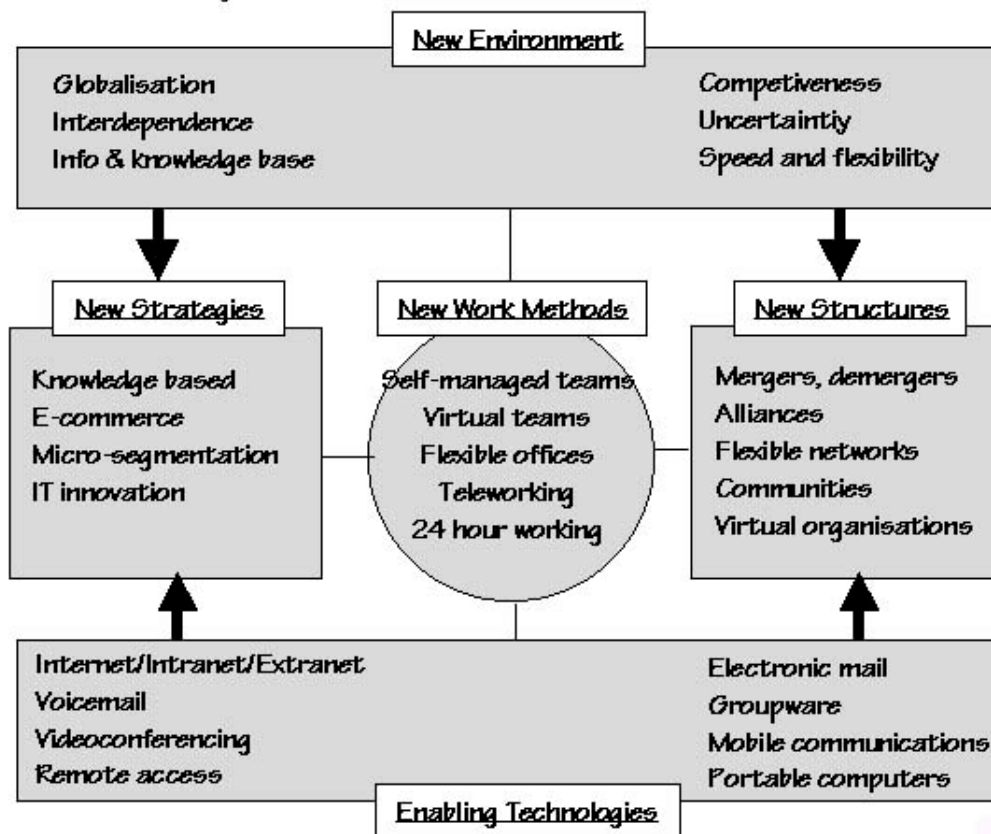 New Environment
Globalisation
Interdependence
Info & knowledge base
Competiveness
Uncertaintiy
Speed and flexibility
New Strategies
Knowledge based
E-commerce
Micro-segmentation
IT innovation
New Work Methods
Self-managed teams
Virtual teams
Flexible offices
Teleworking
24 hour working
New Structures
Mergers, demergers
Alliances
Flexible networks
Communities
Virtual organisations
Internet/Intranet/Extranet
Voicemail
Videoconferencing
Remote access
Electronic mail
Groupware
Mobile communications
Portable computers
Enabling Technologies